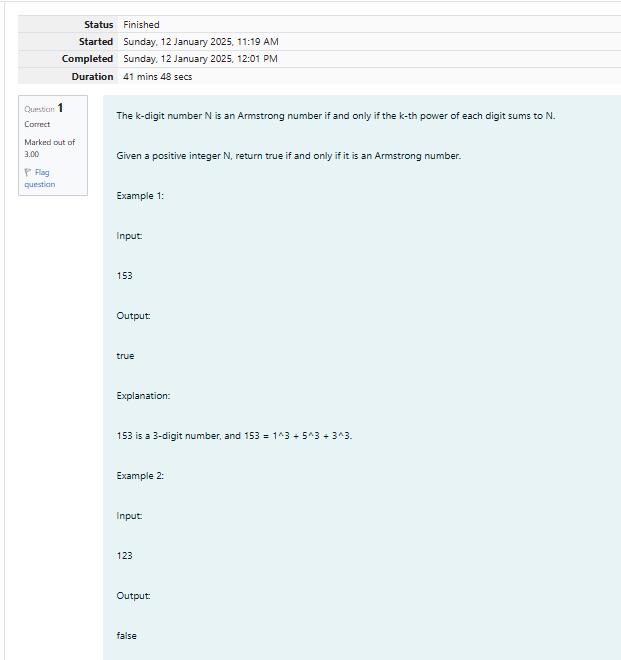 Status Finished
Started Sunday, 12 January 2025, 11:19 AM
Completed Sunday, 12 January 2025, 12:01 PM
Duration 41 mins 48 secs
Question 1
Correct
Marked out of
3.00
Flag
question
The k-digit number N is an Armstrong number if and only if the k-th power of each digit sums to N.
Given a positive integer N, return true if and only if it is an Armstrong number.
Example 1:
Input:
153
Output:
true
Explanation:
153 is a 3-digit number, and 153 = 1^3 + 5^3 + 3^3.
Example 2:
Input:
123
Output:
false